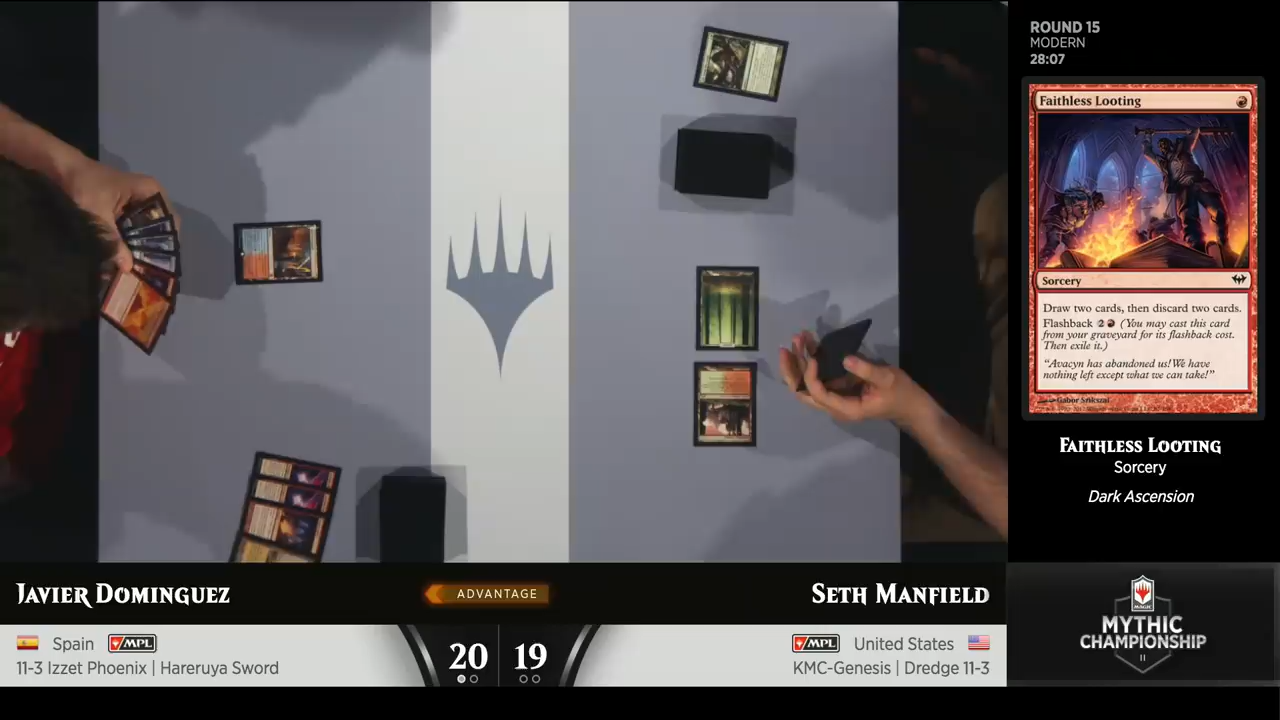 ROUND 15
MODERN
28:07
Faithless Looting
Sorcery
Draw two cards, then discard two cards.
Flashback 2 (You may cast this card
from your graveyard for its flashback cost.
Then exile it.)
"Avacyn has abandoned us! We have
nothing left except what we can take!"
FAITHLESS LOOTING
Sorcery
Dark Ascension
JAVIER DOMINGUEZ
ADVANTAGE
SETH MANFIELD
Spain MPL
20 19
MPL United States
11-3 Izzet Phoenix | Hareruya Sword
KMC-Genesis | Dredge 11-3
MAGIC
MYTHIC
CHAMPIONSHIP
II